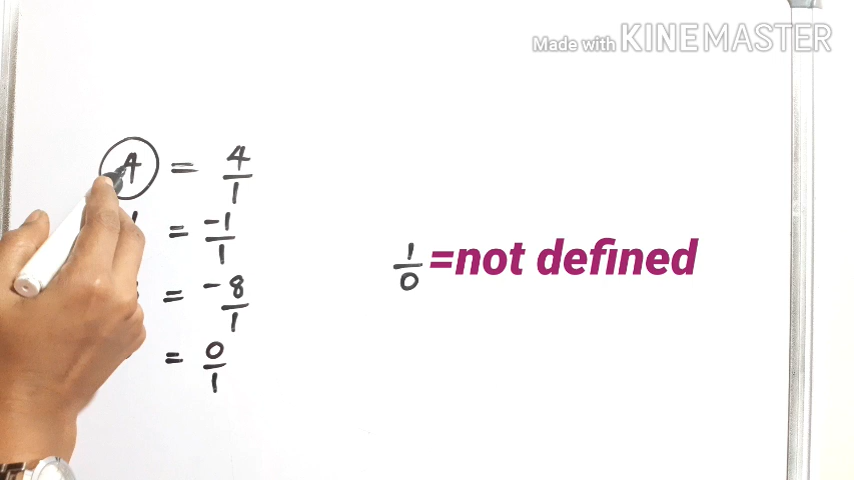 Made with KINEMASTER
4 = 4/1
= -1/1
= -8/1
= 0/1
1/0 =not defined